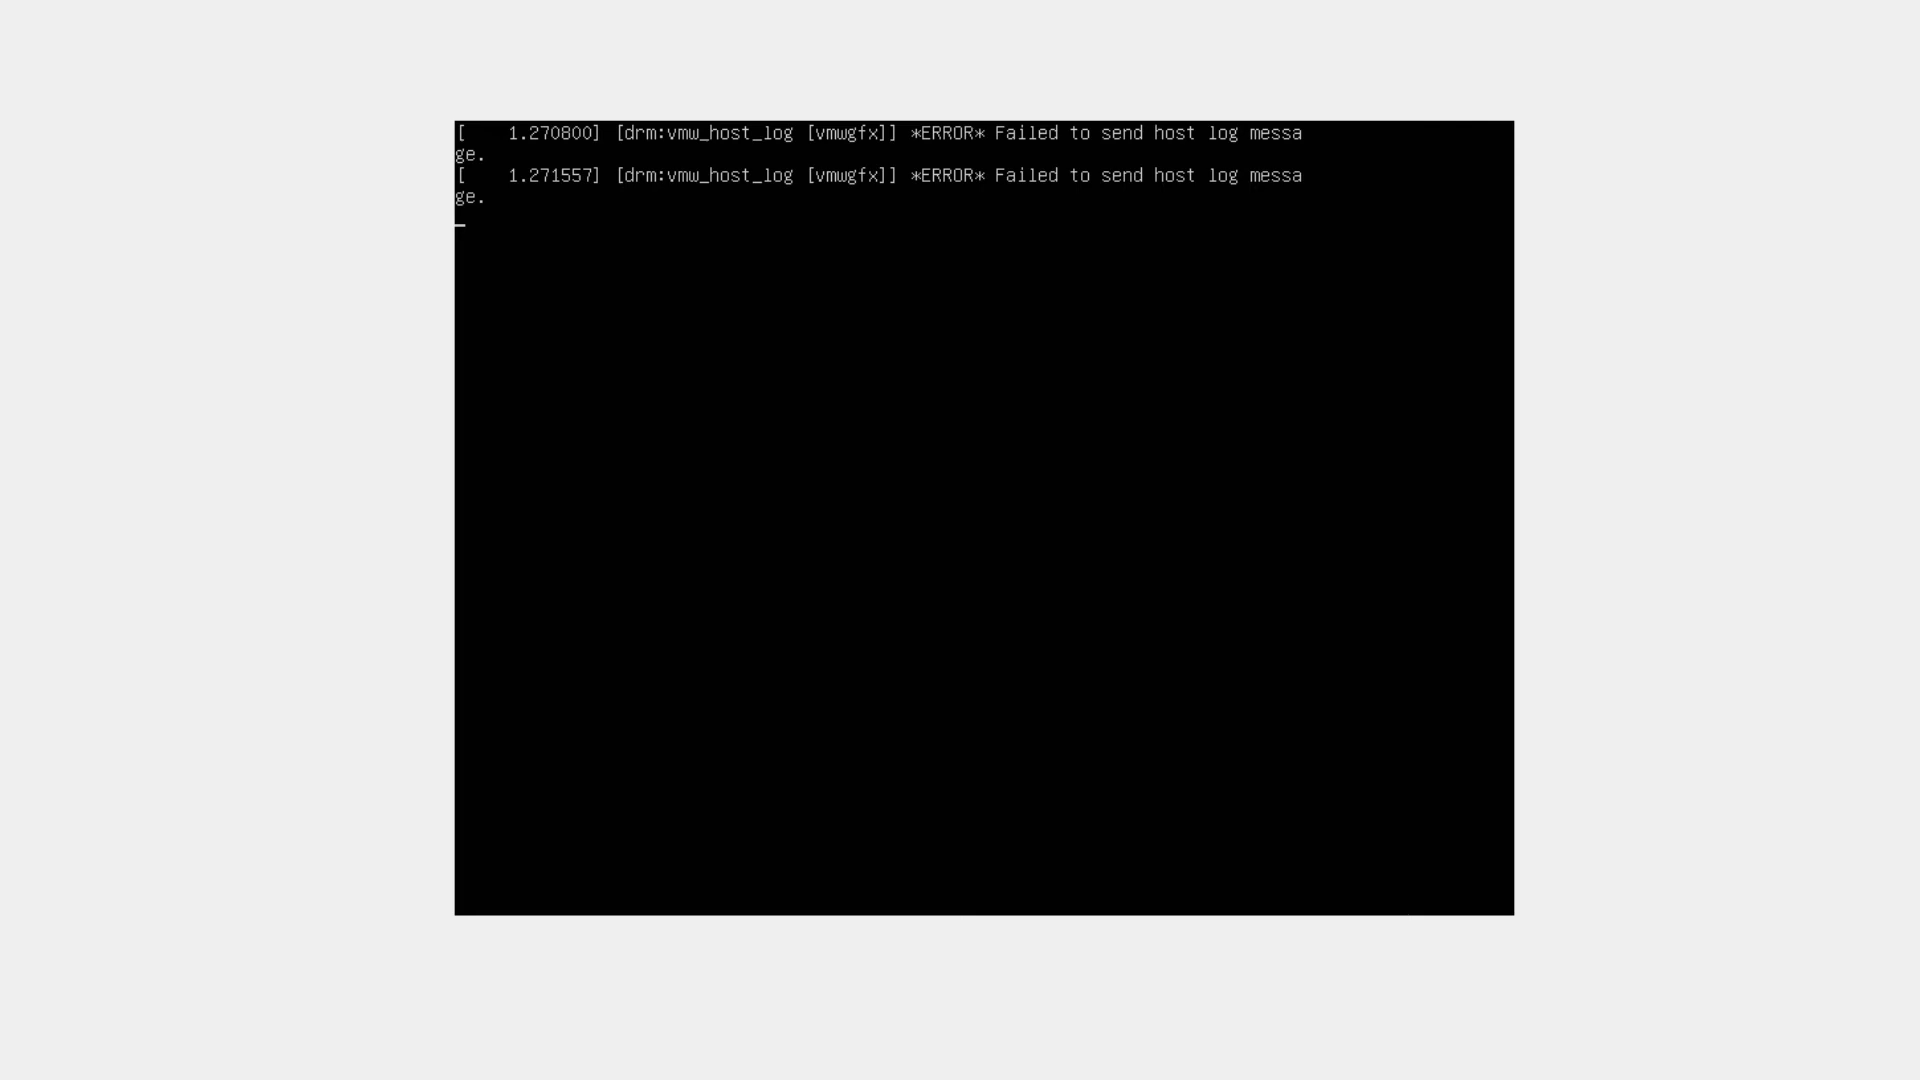 [    1.270800] [drm:vmw_host_log [vmwgfx]] *ERROR* Failed to send host log messa
ge.
[    1.271557] [drm:vmw_host_log [vmwgfx]] *ERROR* Failed to send host log messa
ge.